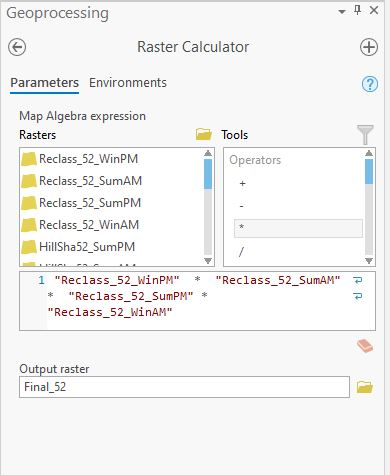 Geoprocessing
Raster Calculator
Parameters Environments
Map Algebra expression
Rasters
Tools
Reclass_52_WinPM
Reclass_52_SumAM
Reclass_52_SumPM
Reclass_52_WinAM
HillSha52_SumPM
HillSha52_SumAM
Operators
+
-
*
/
1 "Reclass_52_WinPM" * "Reclass_52_SumAM"
* "Reclass_52_SumPM" *
"Reclass_52_WinAM"
Output raster
Final_52